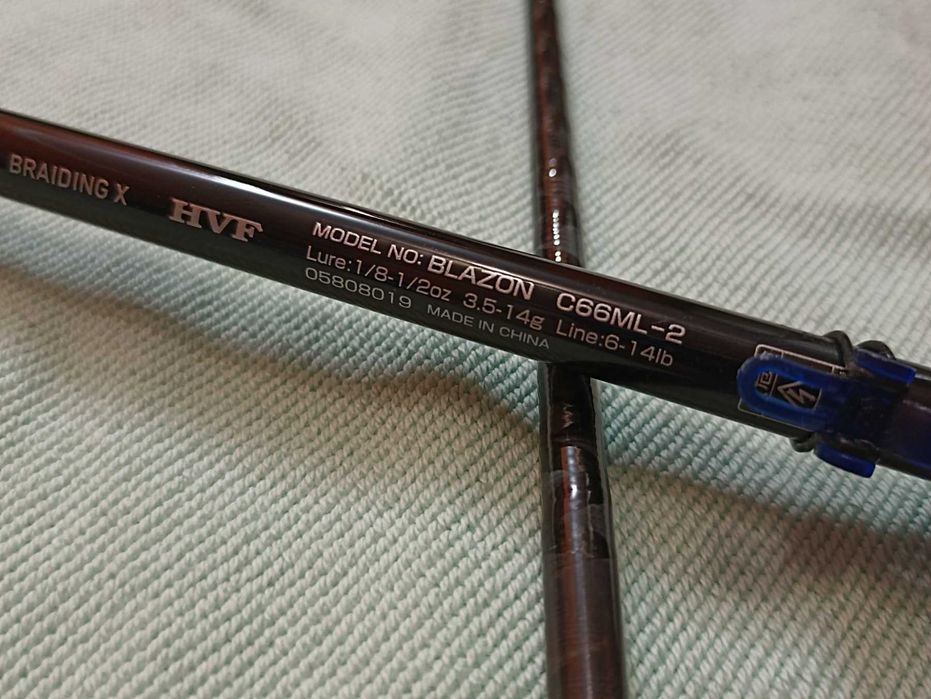 BRAIDING X
HVF
MODEL NO: BLAZON C66ML-2
Lure:1/8-1/2oz 3.5-14g Line:6-14lb
05808019 MADE IN CHINA